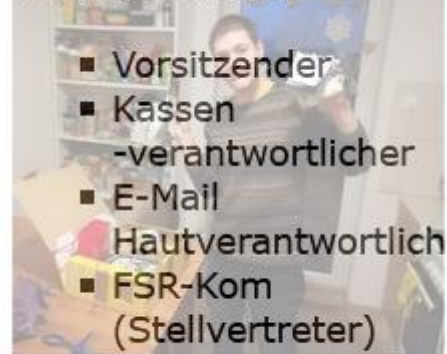 ▪ Vorsitzender
▪ Kassen
-verantwortlicher
▪ E-Mail
Hautverantwortlich
▪ FSR-Kom
(Stellvertreter)